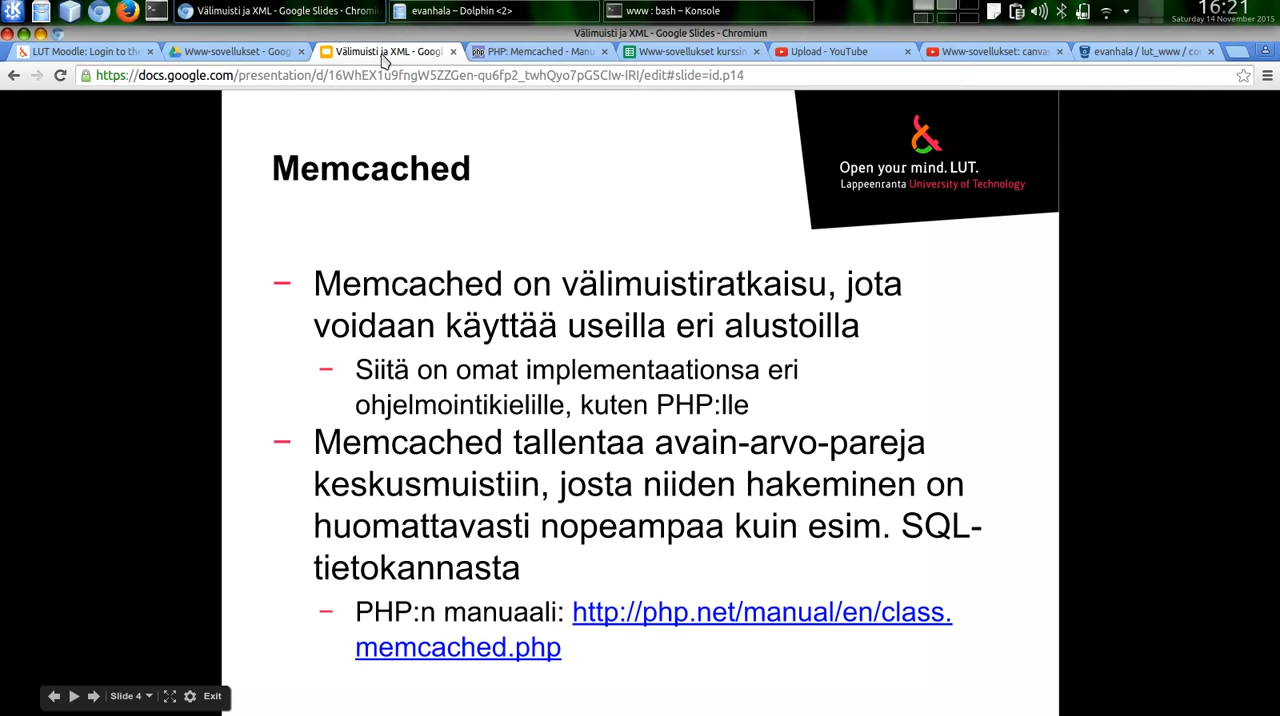 Välimuisti ja XML - Google Slides - Chromiu
evanhala – Dolphin <2>
www : bash – Konsole
16:21
Saturday 14 November 2015
Välimuisti ja XML - Google Slides - Chromium
LUT Moodle: Login to th
Www-sovellukset - Goog
Välimuisti ja XML - Googl
PHP: Memcached - Manu
Www-sovellukset kurssin
Upload - YouTube
Www-sovellukset: canvas
evanhala / lut_www / co
https://docs.google.com/presentation/d/16WhEX1u9fngW5ZZGen-qu6fp2_twhQyo7pGSCIw-IRI/edit#slide=id.p14
Open your mind. LUT.
Lappeenranta University of Technology
Memcached
– Memcached on välimuistiratkaisu, jota
voidaan käyttää useilla eri alustoilla
– Siitä on omat implementaationsa eri
ohjelmointikielille, kuten PHP:lle
– Memcached tallentaa avain-arvo-pareja
keskusmuistiin, josta niiden hakeminen on
huomattavasti nopeampaa kuin esim. SQL-
tietokannasta
– PHP:n manuaali: http://php.net/manual/en/class.
memcached.php
Slide 4
Exit